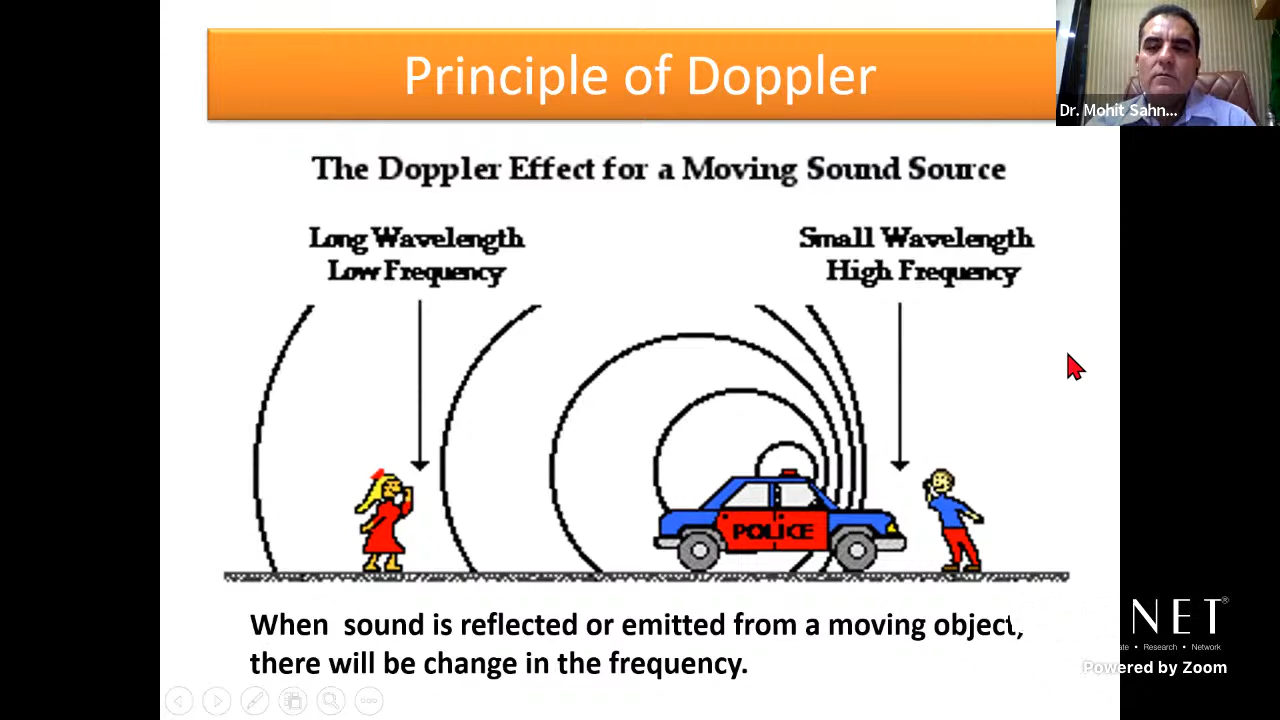 Principle of Doppler
Dr. Mohit Sahn...
The Doppler Effect for a Moving Sound Source
Long Wavelength
Low Frequency
Small Wavelength
High Frequency
POLICE
When sound is reflected or emitted from a moving object,
there will be change in the frequency.
NET®
• Research • Network
Powered by Zoom